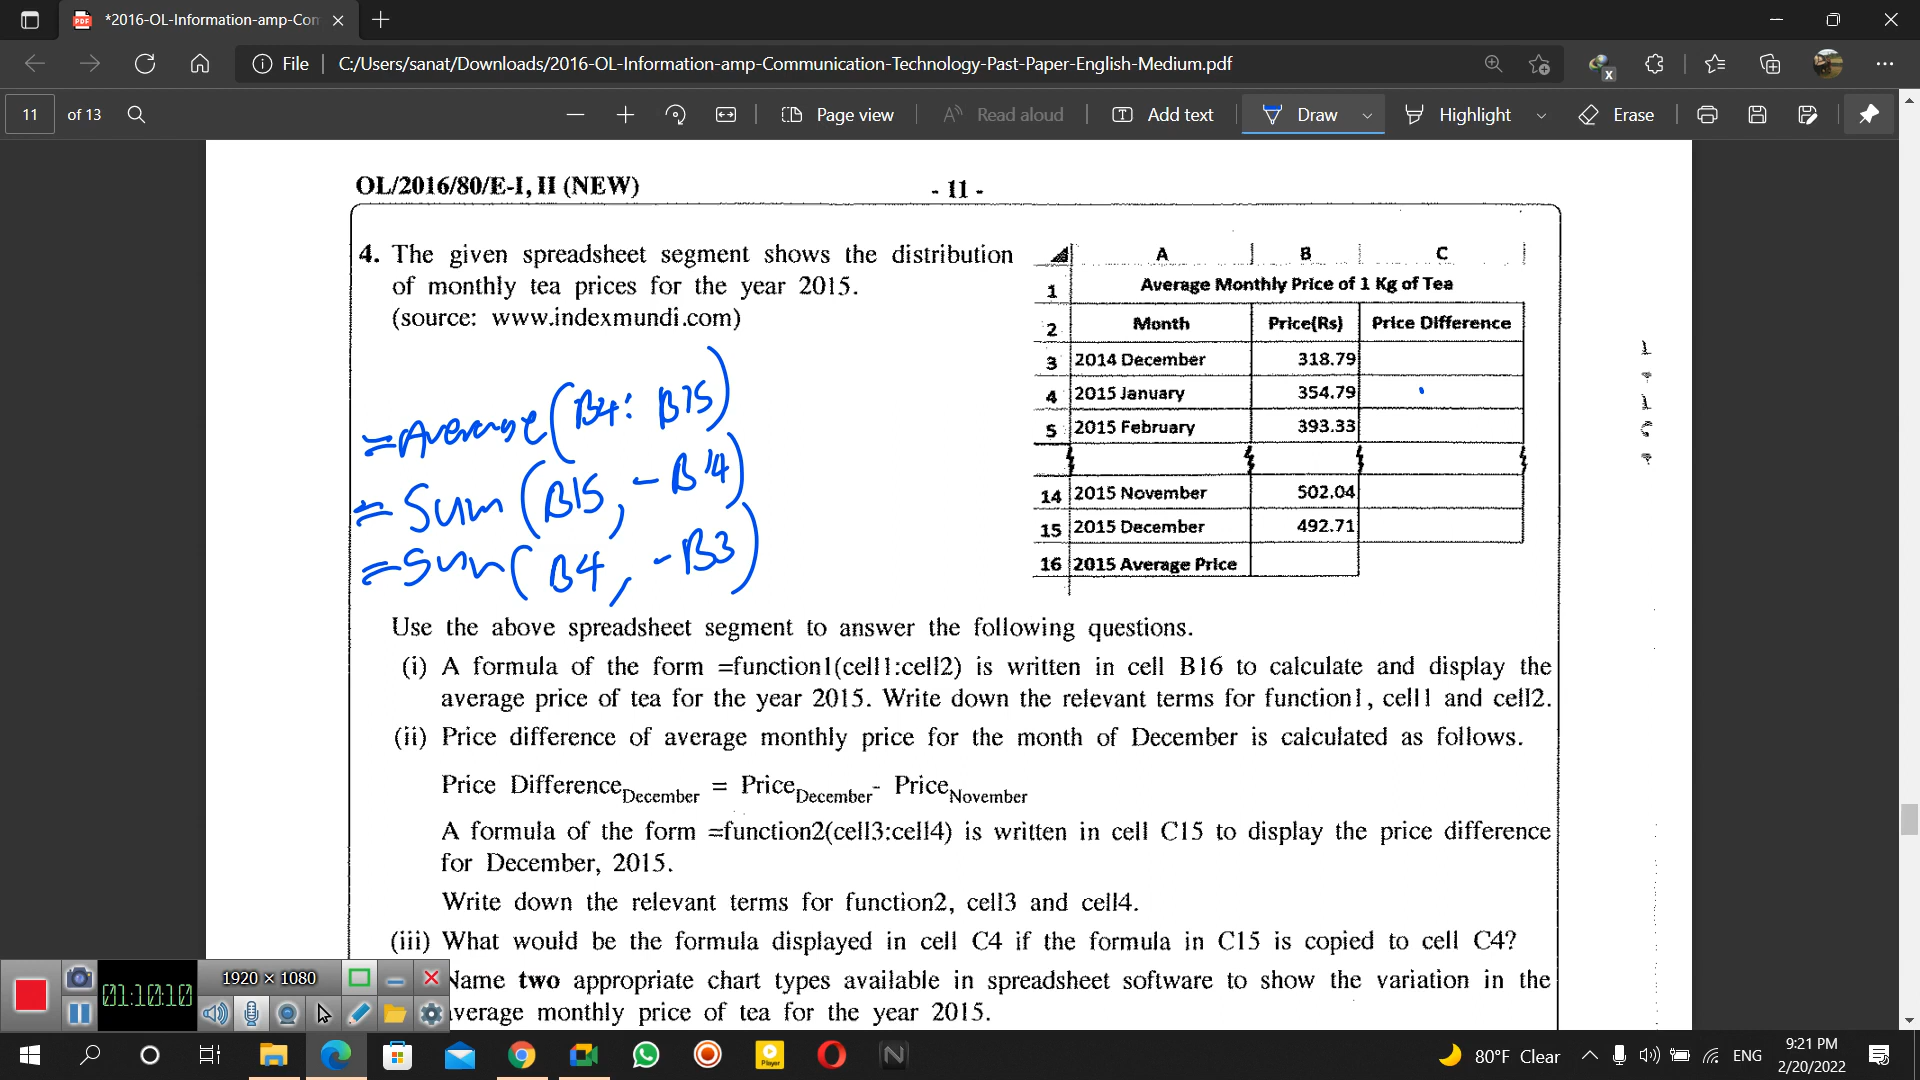 *2016-OL-Information-amp-Con
File C:/Users/sanat/Downloads/2016-OL-Information-amp-Communication-Technology-Past-Paper-English-Medium.pdf
11 of 13 Page view Read aloud Add text Draw Highlight Erase
OL/2016/80/E-I, II (NEW) - 11 -
4. The given spreadsheet segment shows the distribution
of monthly tea prices for the year 2015.
(source: www.indexmundi.com)
A B C
1 Average Monthly Price of 1 Kg of Tea
2 Month Price(Rs) Price Difference
3 2014 December 318.79
4 2015 January 354.79
5 2015 February 393.33
14 2015 November 502.04
15 2015 December 492.71
16 2015 Average Price
=Average(B4:B15)
=Sum(B15,-B14)
=Sum(B4,-B3)
Use the above spreadsheet segment to answer the following questions.
(i) A formula of the form =function1(cell1:cell2) is written in cell B16 to calculate and display the
average price of tea for the year 2015. Write down the relevant terms for function1, cell1 and cell2.
(ii) Price difference of average monthly price for the month of December is calculated as follows.
Price Difference December = Price December - Price November
A formula of the form =function2(cell3:cell4) is written in cell C15 to display the price difference
for December, 2015.
Write down the relevant terms for function2, cell3 and cell4.
(iii) What would be the formula displayed in cell C4 if the formula in C15 is copied to cell C4?
Name two appropriate chart types available in spreadsheet software to show the variation in the
verage monthly price of tea for the year 2015.
1920 × 1080
01:10:10
80°F Clear ENG 9:21 PM
2/20/2022